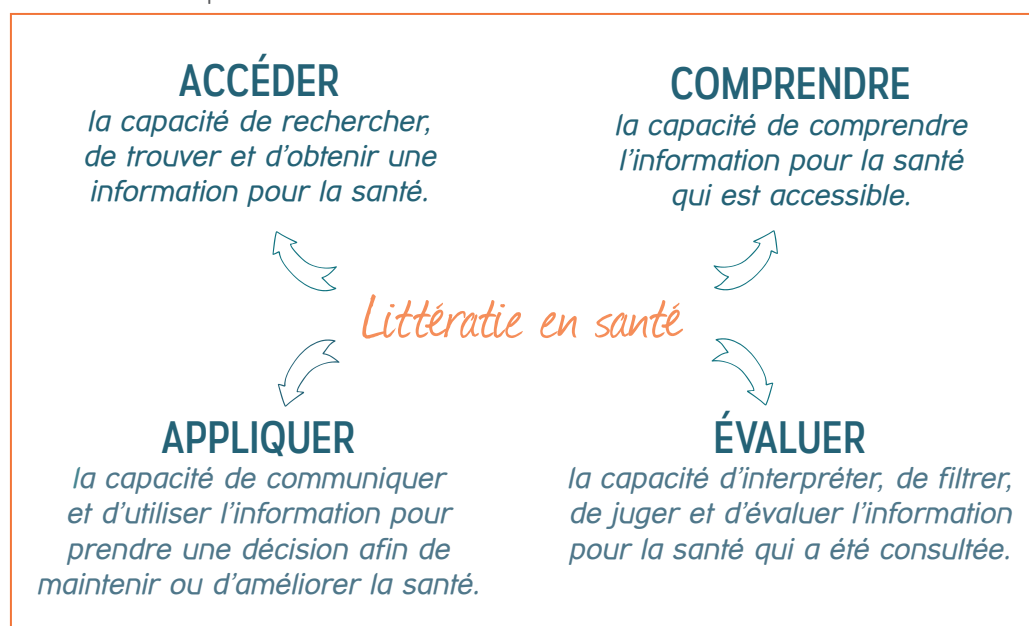 ACCÉDER
la capacité de rechercher,
de trouver et d'obtenir une
information pour la santé.
COMPRENDRE
la capacité de comprendre
l'information pour la santé
qui est accessible.
Littératie en santé
APPLIQUER
la capacité de communiquer
et d'utiliser l'information pour
prendre une décision afin de
maintenir ou d'améliorer la santé.
ÉVALUER
la capacité d'interpréter, de filtrer,
de juger et d'évaluer l'information
pour la santé qui a été consultée.